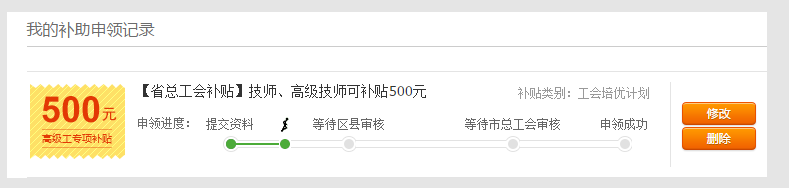 我的补助申领记录
500元
高级工专项补贴
【省总工会补贴】技师、高级技师可补贴500元
补贴类别：工会培优计划
申领进度：
提交资料
等待区县审核
等待市总工会审核
申领成功
修改
删除